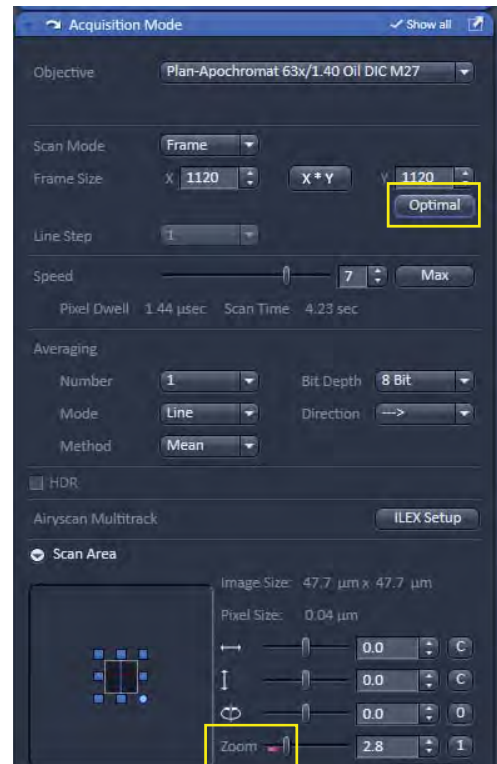 Acquisition Mode Show all
Objective Plan-Apochromat 63x/1.40 Oil DIC M27
Scan Mode Frame
Frame Size X 1120 X * Y Y 1120
Optimal
Line Step 1
Speed 7 Max
Pixel Dwell 1.44 µsec Scan Time 4.23 sec
Averaging
Number 1 Bit Depth 8 Bit
Mode Line Direction --->
Method Mean
HDR
Airyscan Multitrack ILEX Setup
Scan Area
Image Size: 47.7 µm x 47.7 µm
Pixel Size: 0.04 µm
0.0 C
0.0 C
0.0 0
Zoom 2.8 1